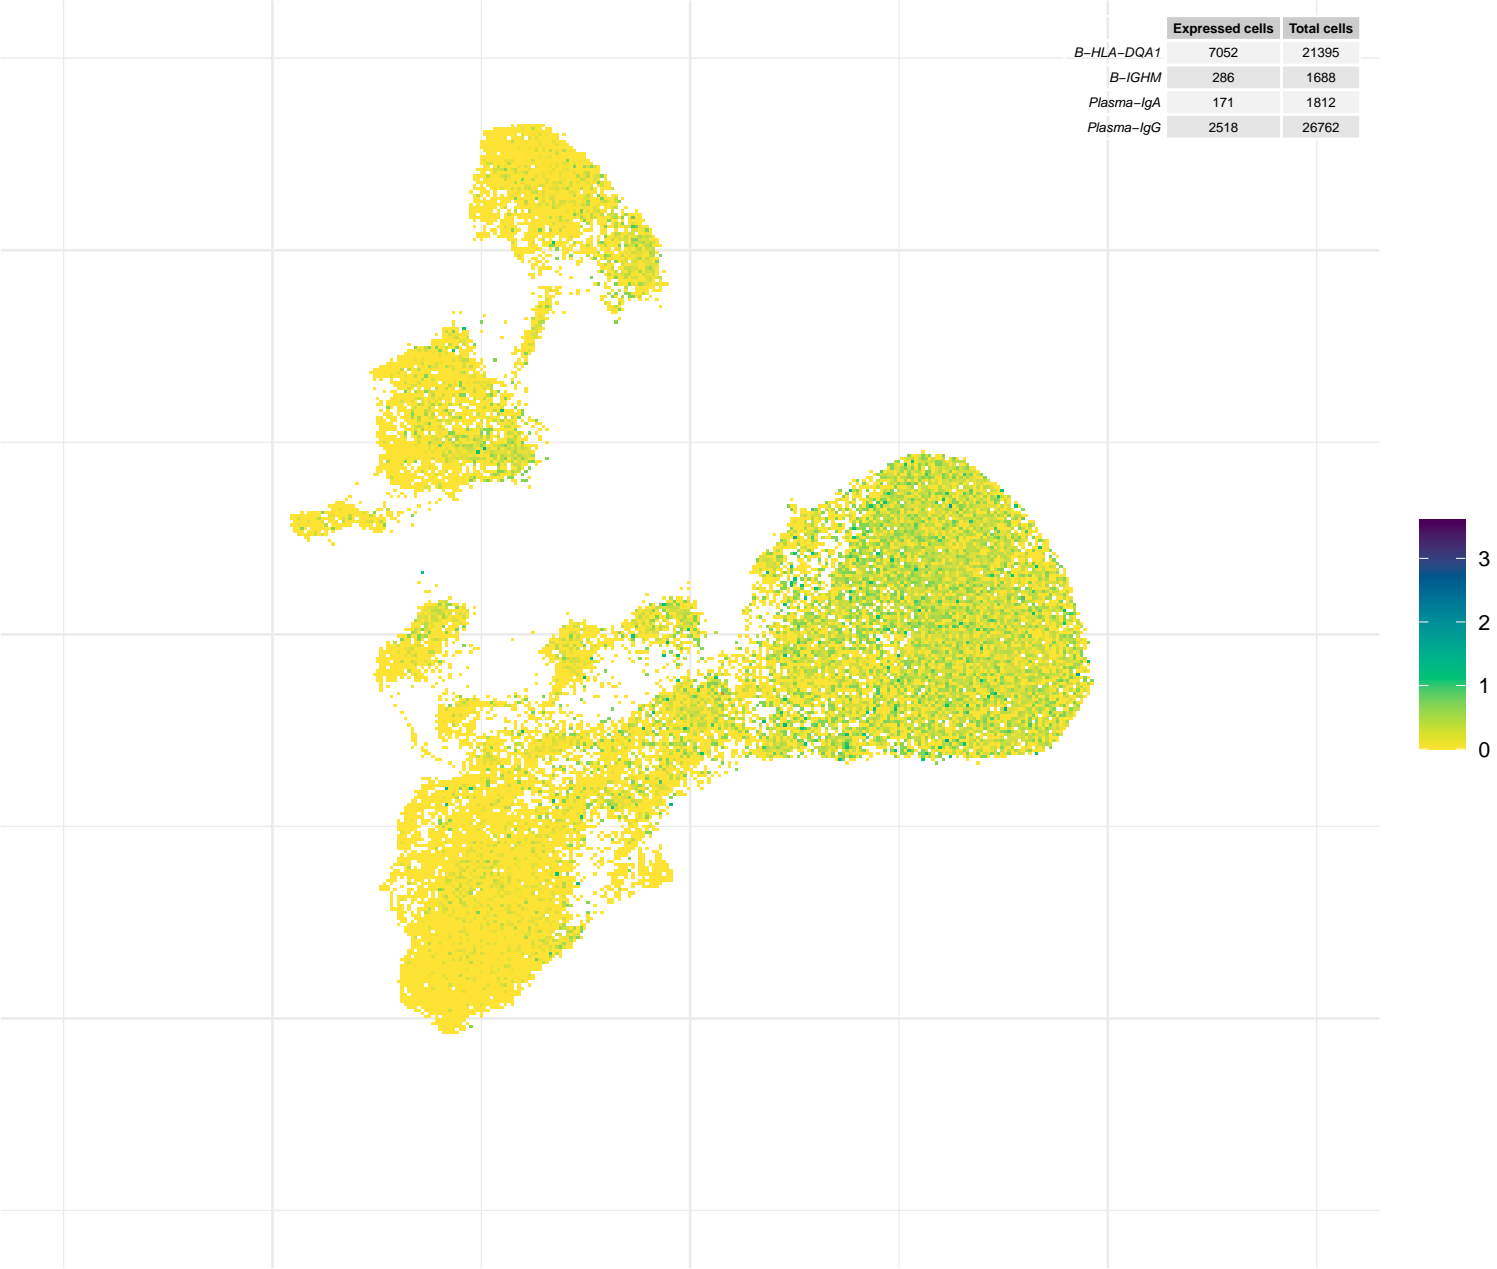 Expressed cells Total cells
B−HLA−DQA1 7052 21395
B−IGHM 286 1688
Plasma−IgA 171 1812
Plasma−IgG 2518 26762
3
2
1
0